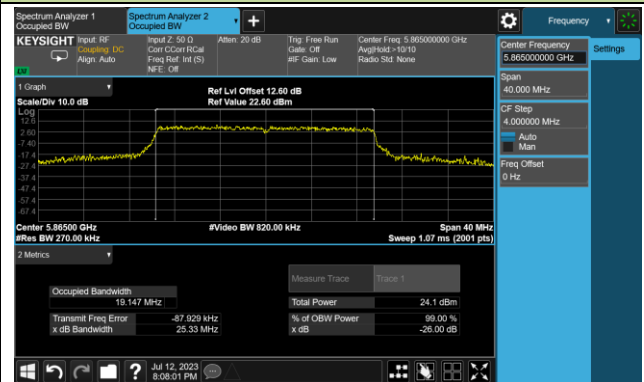 Spectrum Analyzer 1
Occupied BW
Spectrum Analyzer 2
Occupied BW
Frequency
KEYSIGHT
Input: RF
Coupling: DC
Align: Auto
Input Z: 50 Ω
Corr CCorr RCal
Freq Ref: Int (S)
NFE: Off
Atten: 20 dB
Trig: Free Run
Gate: Off
#IF Gain: Low
Center Freq: 5.865000000 GHz
Avg|Hold:>10/10
Radio Std: None
Center Frequency
5.865000000 GHz
Settings
Span
40.000 MHz
CF Step
4.000000 MHz
Auto
Man
Freq Offset
0 Hz
1 Graph
Scale/Div 10.0 dB
Ref Lvl Offset 12.60 dB
Ref Value 22.60 dBm
Log
12.6
2.60
-7.40
-17.4
-27.4
-37.4
-47.4
-57.4
-67.4
Center 5.86500 GHz
#Video BW 820.00 kHz
Span 40 MHz
#Res BW 270.00 kHz
Sweep 1.07 ms (2001 pts)
2 Metrics
Measure Trace
Trace 1
Occupied Bandwidth
19.147 MHz
Total Power
24.1 dBm
Transmit Freq Error
-87.929 kHz
% of OBW Power
99.00 %
x dB Bandwidth
25.33 MHz
x dB
-26.00 dB
Jul 12, 2023
8:08:01 PM